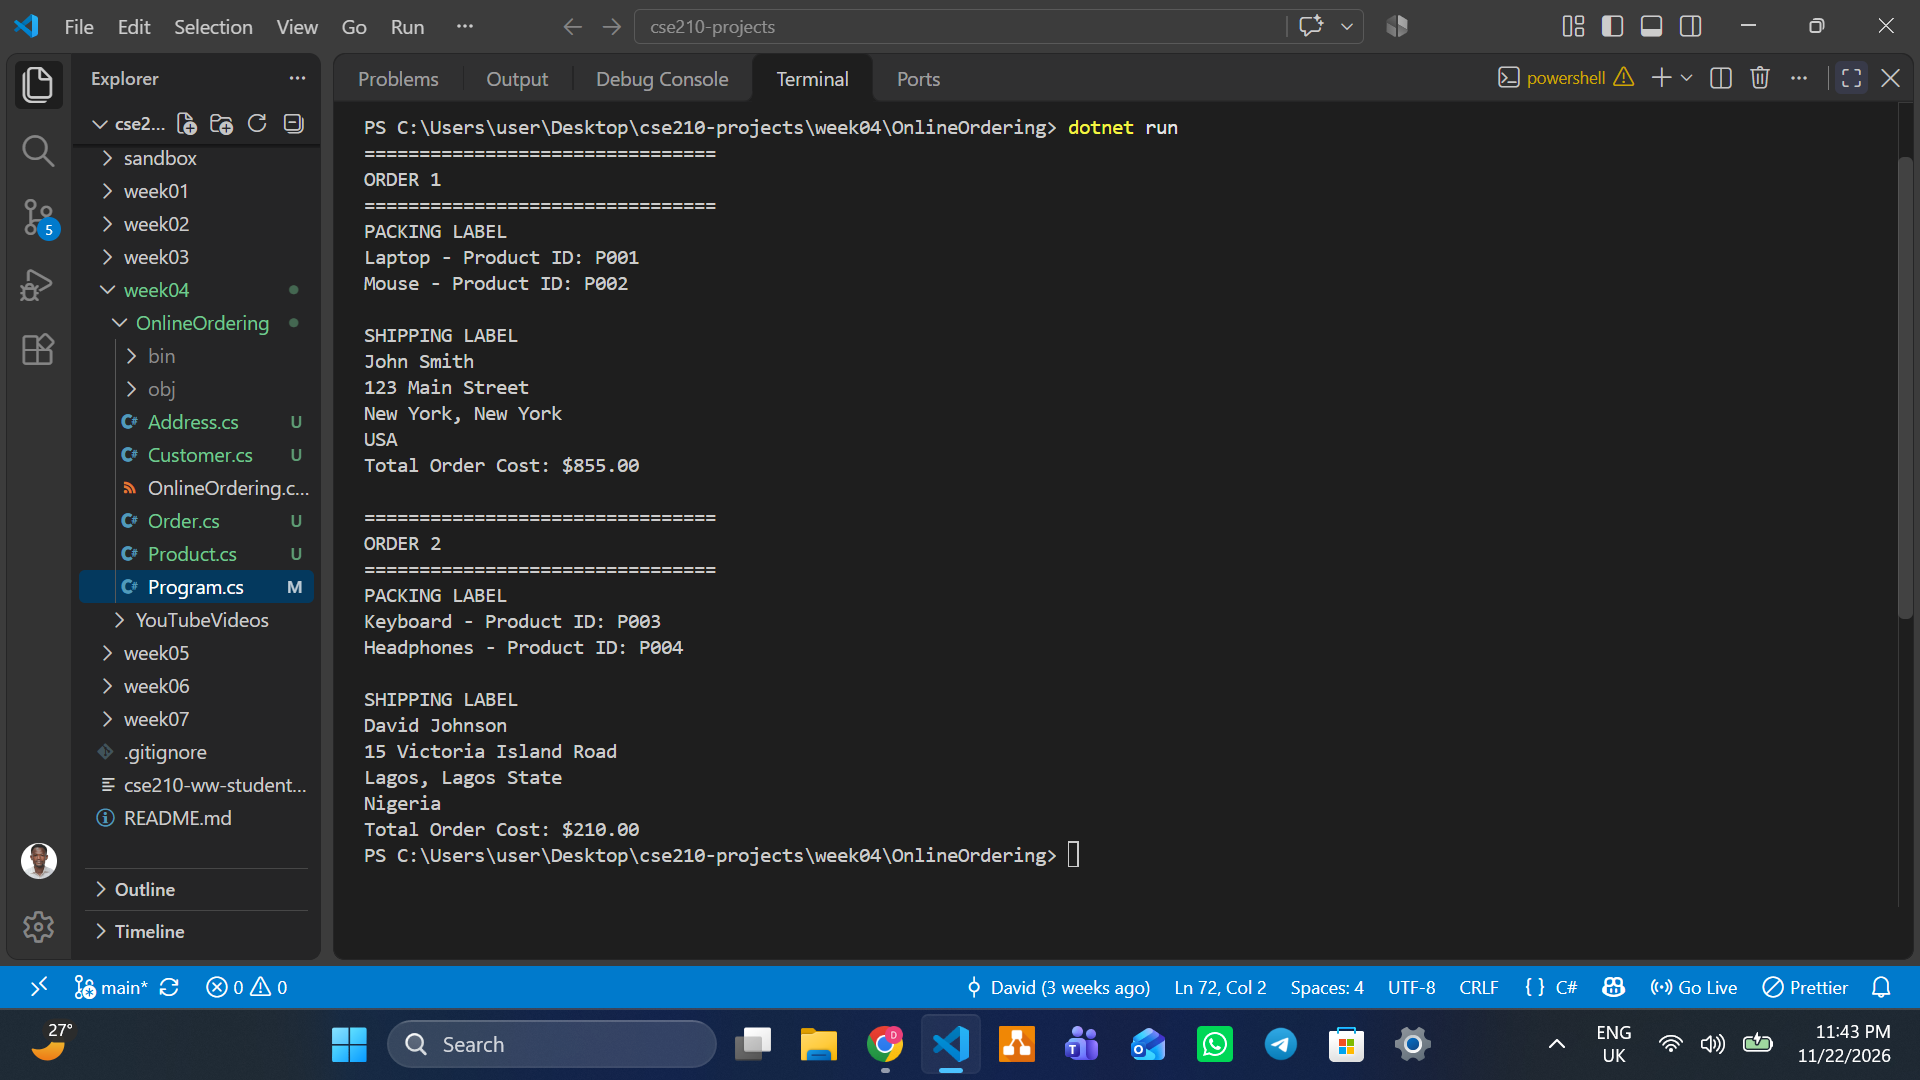 File Edit Selection View Go Run ...
cse210-projects
Explorer
cse2...
sandbox
week01
week02
week03
week04
OnlineOrdering
bin
obj
Address.cs U
Customer.cs U
OnlineOrdering.c...
Order.cs U
Product.cs U
Program.cs M
YouTubeVideos
week05
week06
week07
.gitignore
cse210-ww-student...
README.md
Outline
Timeline
5
Problems Output Debug Console Terminal Ports
powershell
PS C:\Users\user\Desktop\cse210-projects\week04\OnlineOrdering> dotnet run
================================
ORDER 1
================================
PACKING LABEL
Laptop - Product ID: P001
Mouse - Product ID: P002
SHIPPING LABEL
John Smith
123 Main Street
New York, New York
USA
Total Order Cost: $855.00
================================
ORDER 2
================================
PACKING LABEL
Keyboard - Product ID: P003
Headphones - Product ID: P004
SHIPPING LABEL
David Johnson
15 Victoria Island Road
Lagos, Lagos State
Nigeria
Total Order Cost: $210.00
PS C:\Users\user\Desktop\cse210-projects\week04\OnlineOrdering>
main* 0 0 David (3 weeks ago) Ln 72, Col 2 Spaces: 4 UTF-8 CRLF { } C# Go Live Prettier
27°
Search
D
ENG
UK
11:43 PM
11/22/2026